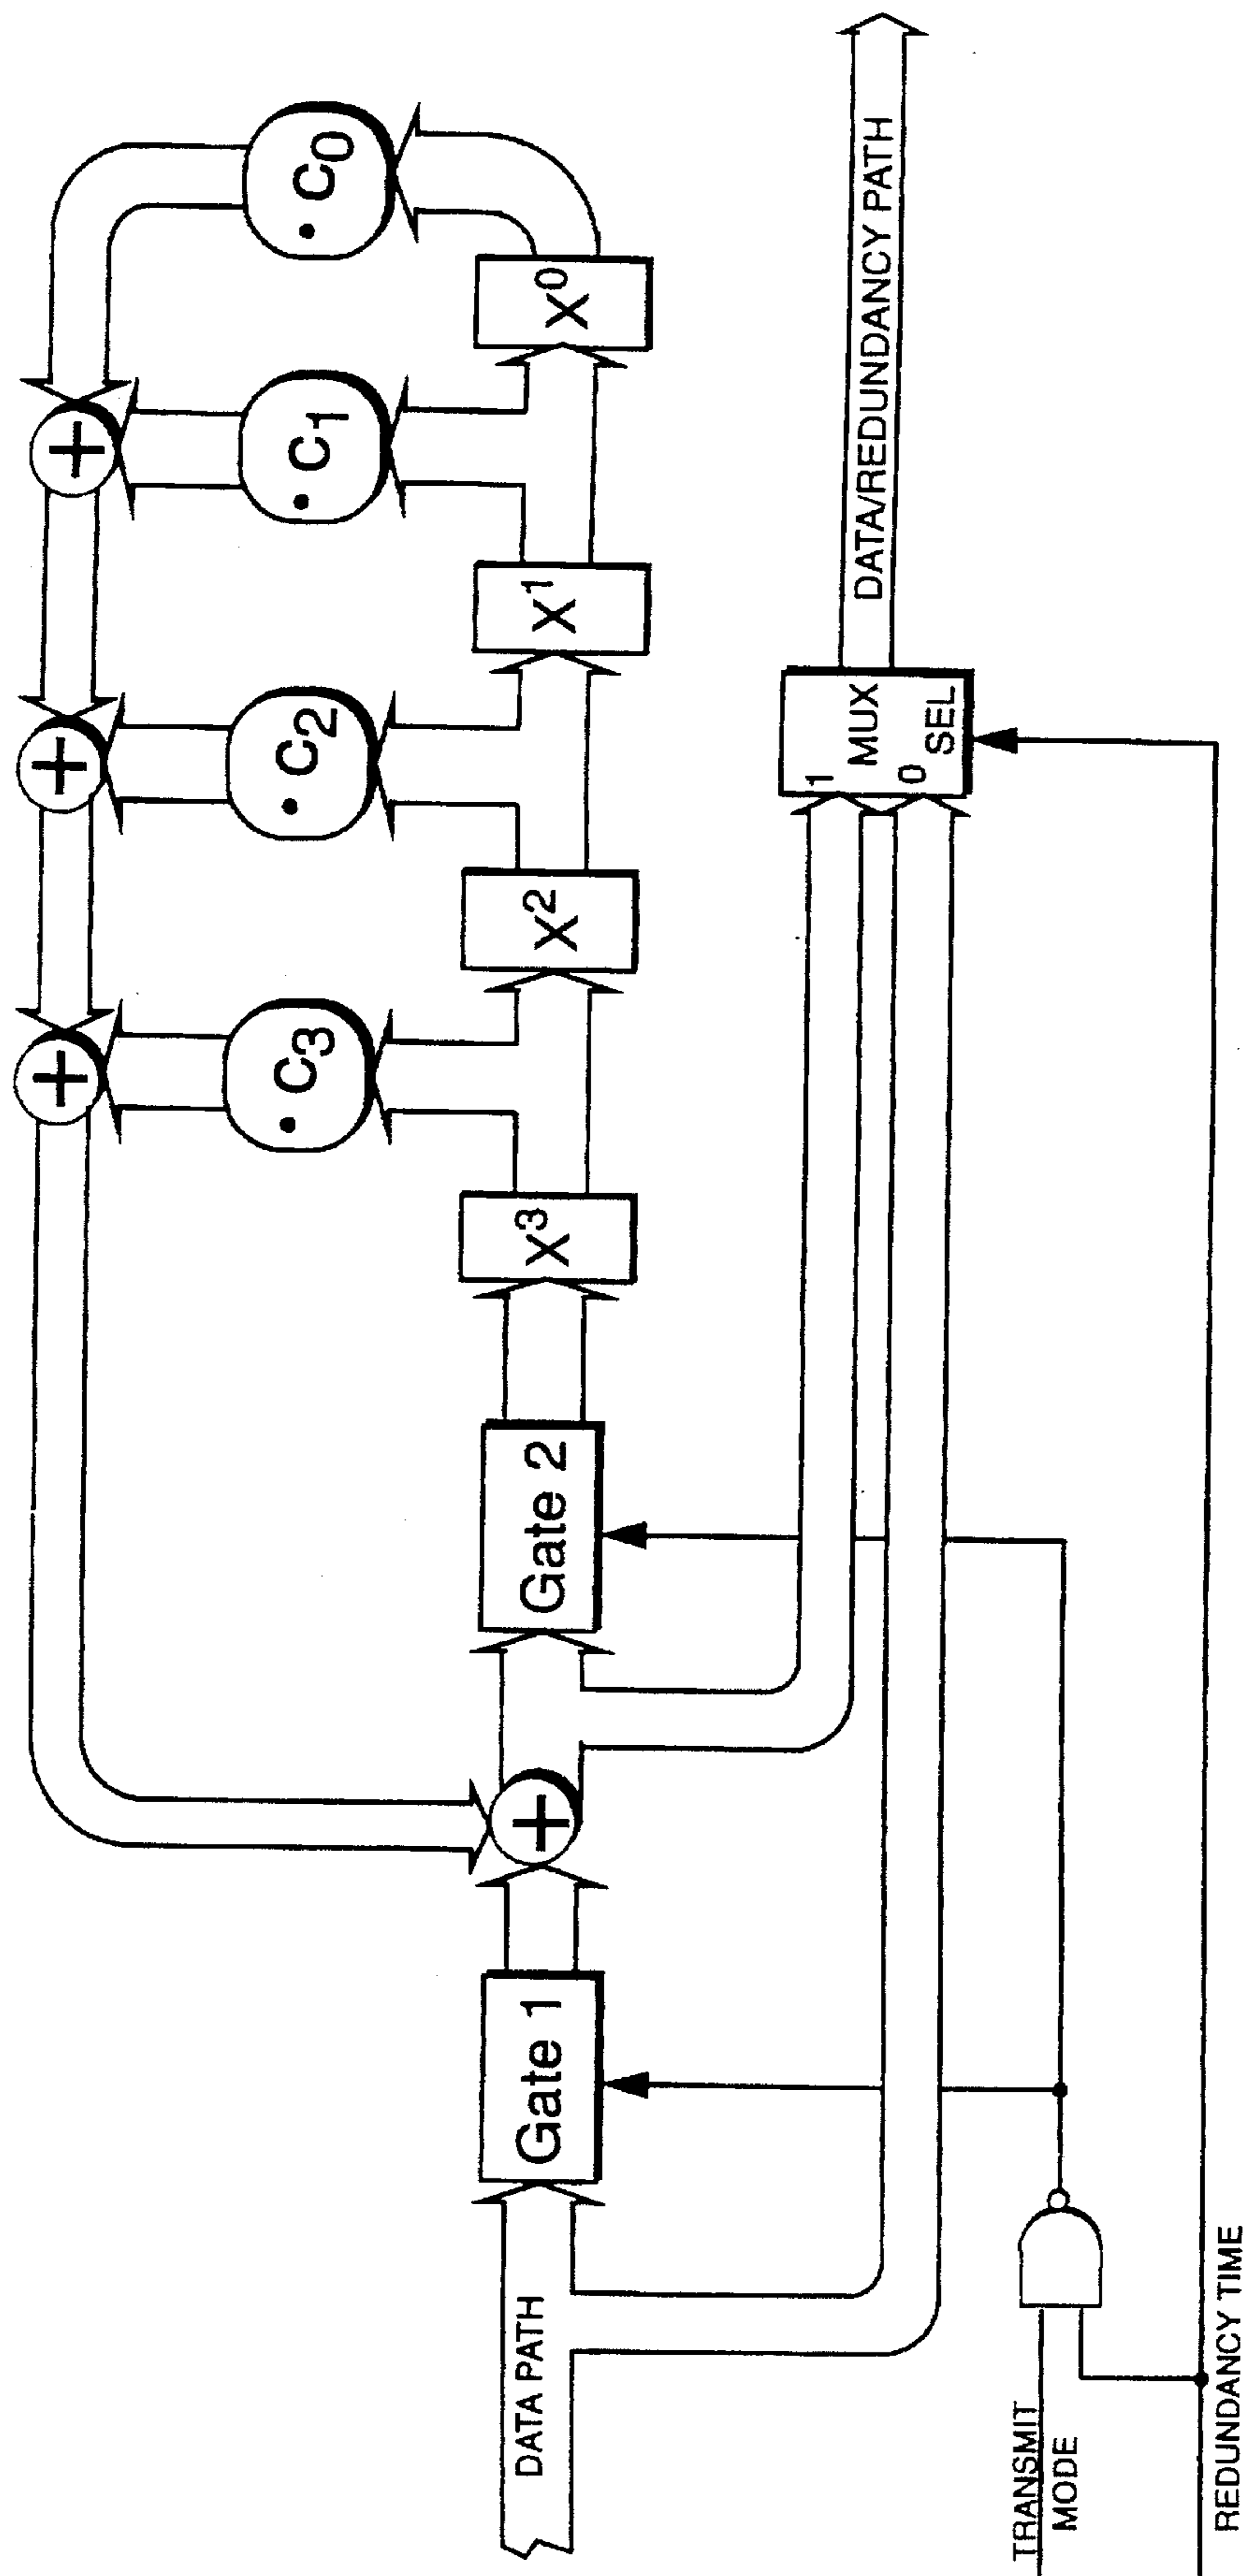 +
+
+
• C₃
• C₂
• C₁
• C₀
DATA PATH
Gate 1
+
Gate 2
X³
X²
X¹
X⁰
1
MUX
0
SEL
DATA/REDUNDANCY PATH
TRANSMIT
MODE
REDUNDANCY TIME